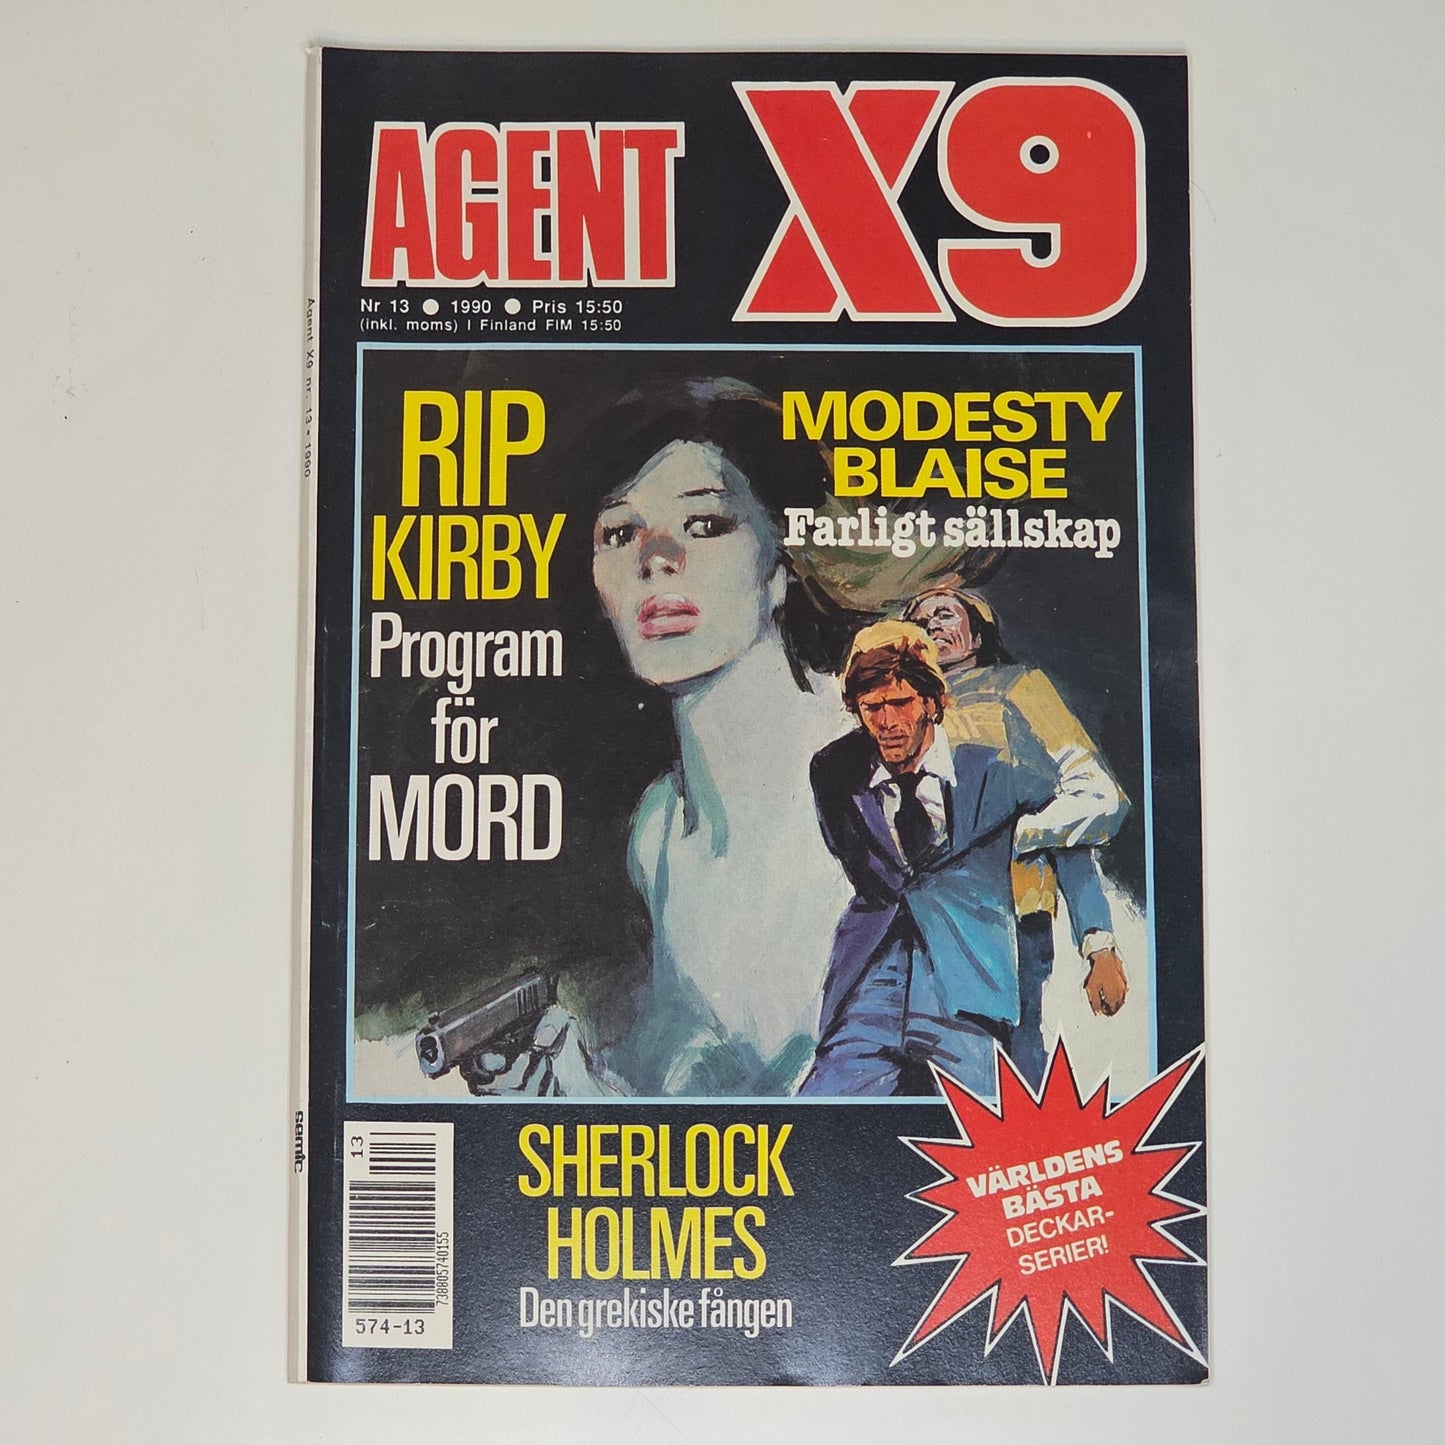 AGENT X9
Nr 13 ● 1990 ● Pris 15:50
(inkl. moms) I Finland FIM 15:50
Agent X9 nr. 13 • 1990
RIP
KIRBY
Program
för
MORD
MODESTY
BLAISE
Farligt sällskap
SHERLOCK
HOLMES
Den grekiske fången
VÄRLDENS
BÄSTA
DECKAR-
SERIER!
semic
13
738805740155
574-13